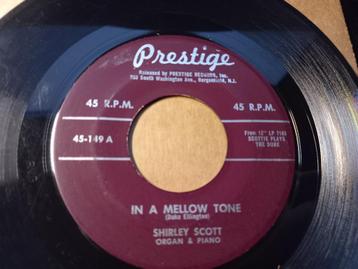 Prestige
Released by PRESTIGE RECORDS, Inc.
203 South Washington Ave., Bergenfield, N.J.
45 R.P.M.
45 R.P.M.
45-149 A
From 12" LP 7163
SCOTTIE PLAYS
THE DUKE
IN A MELLOW TONE
(Duke Ellington)
SHIRLEY SCOTT
ORGAN & PIANO